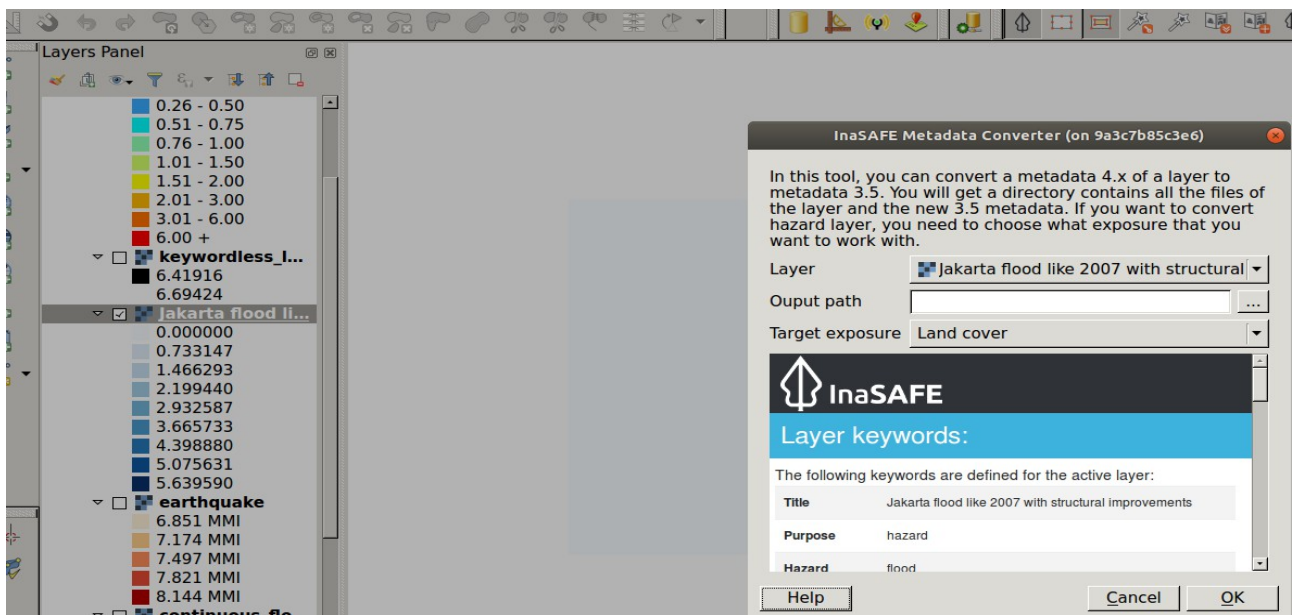 Layers Panel
0.26 - 0.50
0.51 - 0.75
0.76 - 1.00
1.01 - 1.50
1.51 - 2.00
2.01 - 3.00
3.01 - 6.00
6.00 +
keywordless_l...
6.41916
6.69424
Jakarta flood li...
0.000000
0.733147
1.466293
2.199440
2.932587
3.665733
4.398880
5.075631
5.639590
earthquake
6.851 MMI
7.174 MMI
7.497 MMI
7.821 MMI
8.144 MMI
continuous_flo...
InaSAFE Metadata Converter (on 9a3c7b85c3e6)
In this tool, you can convert a metadata 4.x of a layer to
metadata 3.5. You will get a directory contains all the files of
the layer and the new 3.5 metadata. If you want to convert
hazard layer, you need to choose what exposure that you
want to work with.
Layer Jakarta flood like 2007 with structural
Ouput path ...
Target exposure Land cover
InaSAFE
Layer keywords:
The following keywords are defined for the active layer:
Title Jakarta flood like 2007 with structural improvements
Purpose hazard
Hazard flood
Help Cancel OK